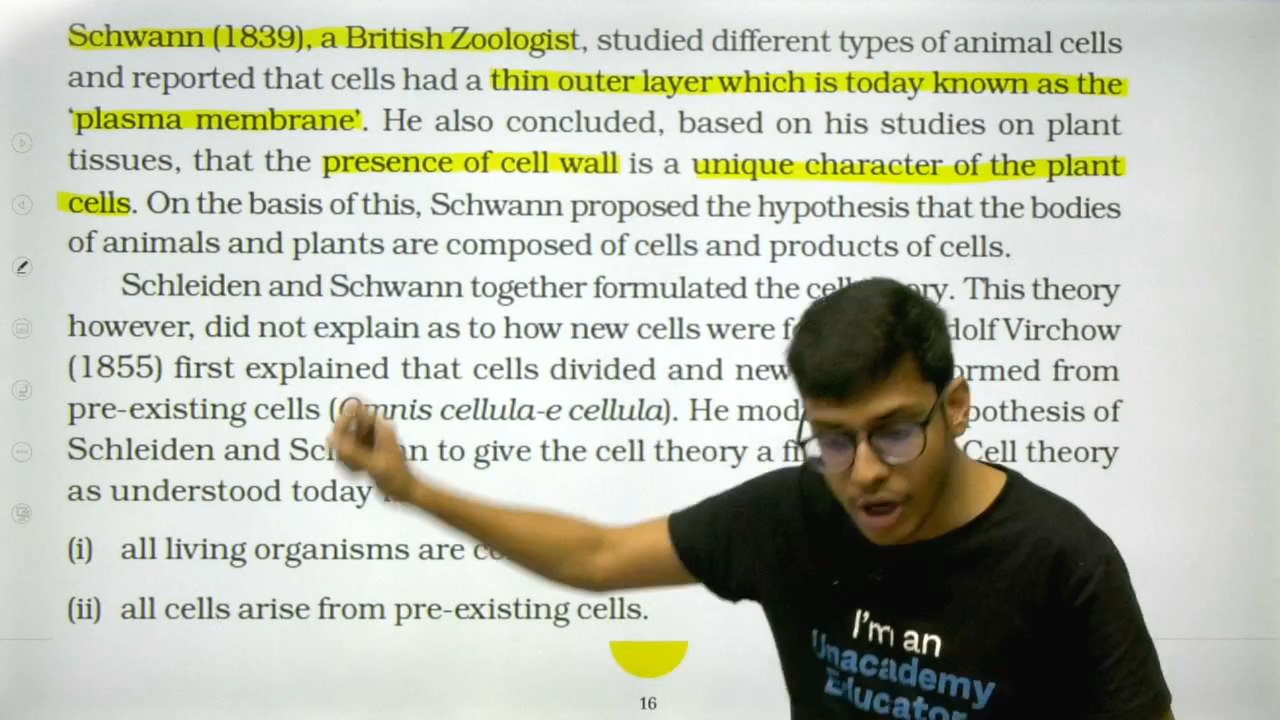 Schwann (1839), a British Zoologist, studied different types of animal cells
and reported that cells had a thin outer layer which is today known as the
'plasma membrane'. He also concluded, based on his studies on plant
tissues, that the presence of cell wall is a unique character of the plant
cells. On the basis of this, Schwann proposed the hypothesis that the bodies
of animals and plants are composed of cells and products of cells.
Schleiden and Schwann together formulated the cell ory. This theory
however, did not explain as to how new cells were f dolf Virchow
(1855) first explained that cells divided and new ormed from
pre-existing cells (Omnis cellula-e cellula). He mod pothesis of
Schleiden and Sc n to give the cell theory a fi Cell theory
as understood today
(i) all living organisms are co
(ii) all cells arise from pre-existing cells.
16
I'm an
Unacademy
Educator